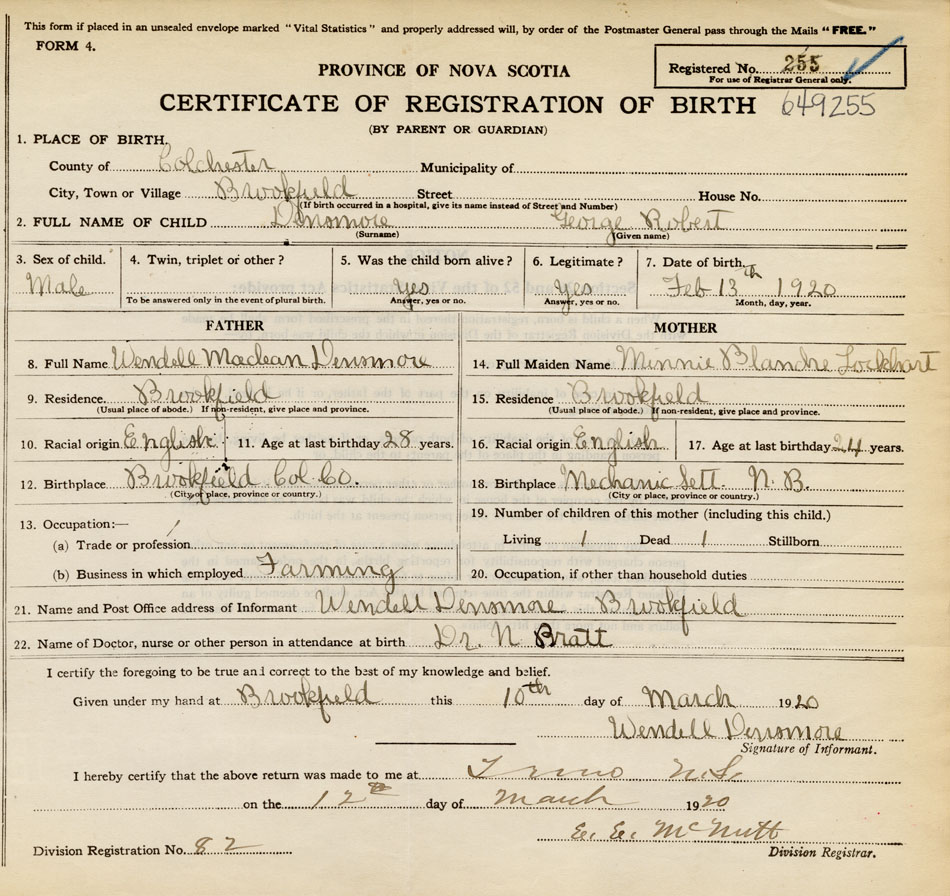 This form if placed in an unsealed envelope marked "Vital Statistics" and properly addressed will, by order of the Postmaster General pass through the Mails "FREE."
FORM 4.
Registered No. 255
For use of Registrar General only.
PROVINCE OF NOVA SCOTIA
CERTIFICATE OF REGISTRATION OF BIRTH 649255
(BY PARENT OR GUARDIAN)
1. PLACE OF BIRTH.
County of Colchester Municipality of
City, Town or Village Brookfield Street House No.
(If birth occurred in a hospital, give its name instead of Street and Number)
2. FULL NAME OF CHILD Densmore George Robert
(Surname) (Given name)
3. Sex of child. Male
4. Twin, triplet or other?
To be answered only in the event of plural birth.
5. Was the child born alive?
Yes
Answer, yes or no.
6. Legitimate?
Yes
Answer, yes or no.
7. Date of birth.
Feb 13th 1920
Month, day, year.
FATHER
8. Full Name Wendell Maclean Densmore
9. Residence. Brookfield
(Usual place of abode.) If non-resident, give place and province.
10. Racial origin English 11. Age at last birthday 28 years.
12. Birthplace Brookfield Col. Co.
(City or place, province or country.)
13. Occupation:—
(a) Trade or profession
(b) Business in which employed Farming
MOTHER
14. Full Maiden Name Minnie Blanche Lockhart
15. Residence Brookfield
(Usual place of abode.) If non-resident, give place and province.
16. Racial origin English 17. Age at last birthday 24 years.
18. Birthplace Mechanic Sett. N. B.
(City or place, province or country.)
19. Number of children of this mother (including this child.)
Living 1 Dead 1 Stillborn
20. Occupation, if other than household duties
21. Name and Post Office address of Informant Wendell Densmore Brookfield
22. Name of Doctor, nurse or other person in attendance at birth Dr. N. Pratt
I certify the foregoing to be true and correct to the best of my knowledge and belief.
Given under my hand at Brookfield this 10th day of March 1920
Wendell Densmore
Signature of Informant.
I hereby certify that the above return was made to me at Truro N.S.
on the 12th day of March 1920
E. E. McNutt
Division Registration No. 82
Division Registrar.